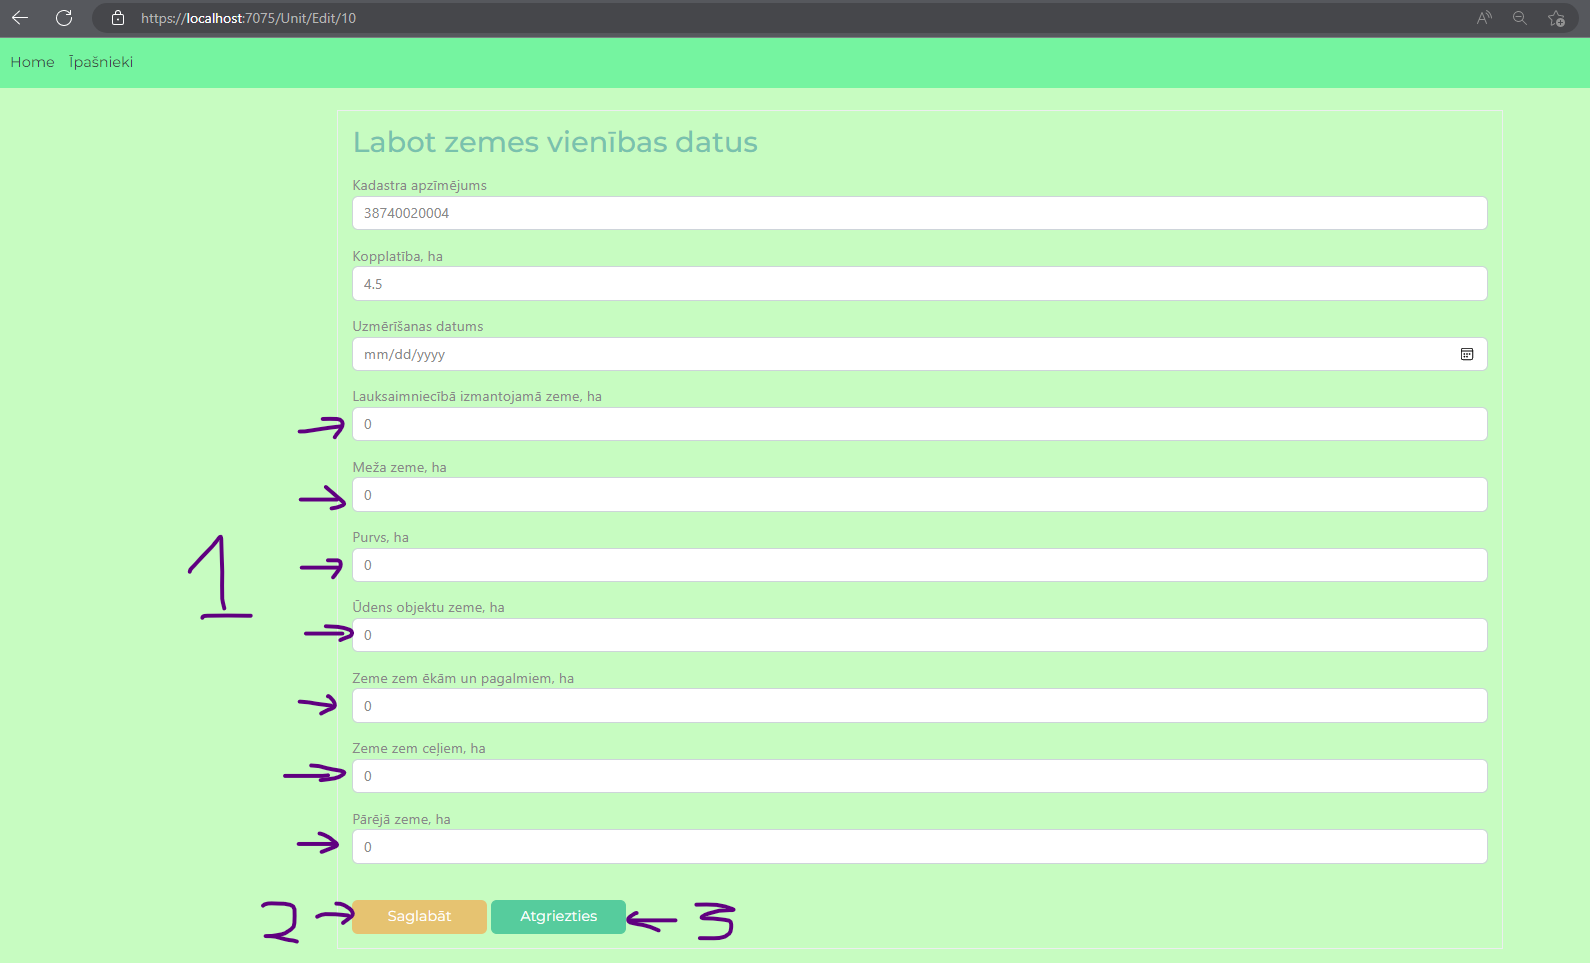 https://localhost:7075/Unit/Edit/10
Home Īpašnieki
Labot zemes vienības datus
Kadastra apzīmējums
38740020004
Kopplatība, ha
4.5
Uzmērīšanas datums
mm/dd/yyyy
Lauksaimniecībā izmantojamā zeme, ha
0
Meža zeme, ha
0
Purvs, ha
0
1
Ūdens objektu zeme, ha
0
Zeme zem ēkām un pagalmiem, ha
0
Zeme zem ceļiem, ha
0
Pārējā zeme, ha
0
2 Saglabāt Atgriezties 3